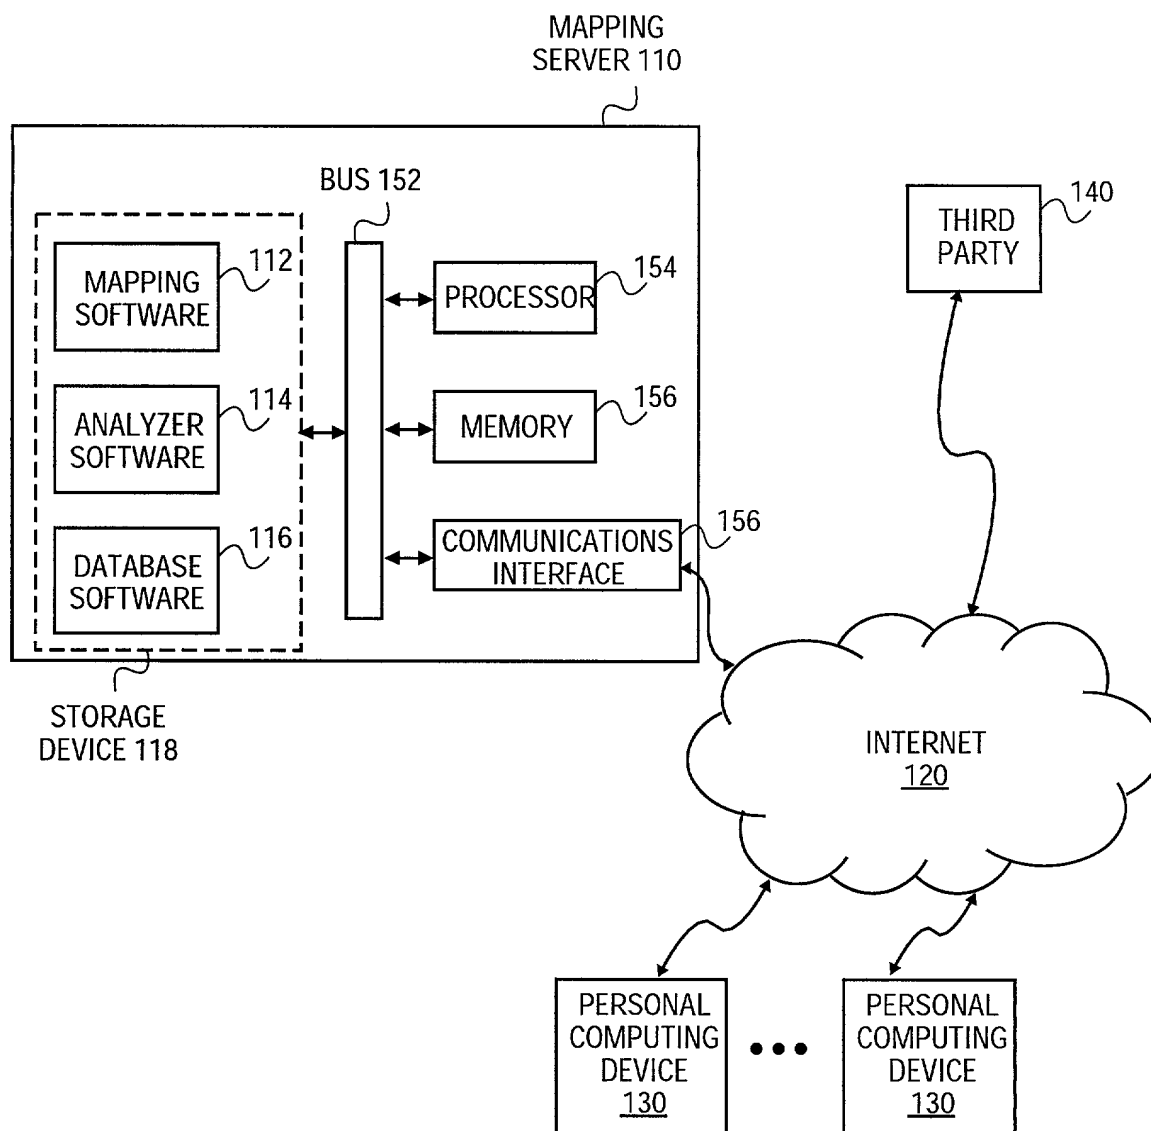 MAPPING
SERVER 110
BUS 152
MAPPING
SOFTWARE
112
ANALYZER
SOFTWARE
114
DATABASE
SOFTWARE
116
PROCESSOR
154
MEMORY
156
COMMUNICATIONS
INTERFACE
156
STORAGE
DEVICE 118
THIRD
PARTY
140
INTERNET
120
PERSONAL
COMPUTING
DEVICE
130
PERSONAL
COMPUTING
DEVICE
130